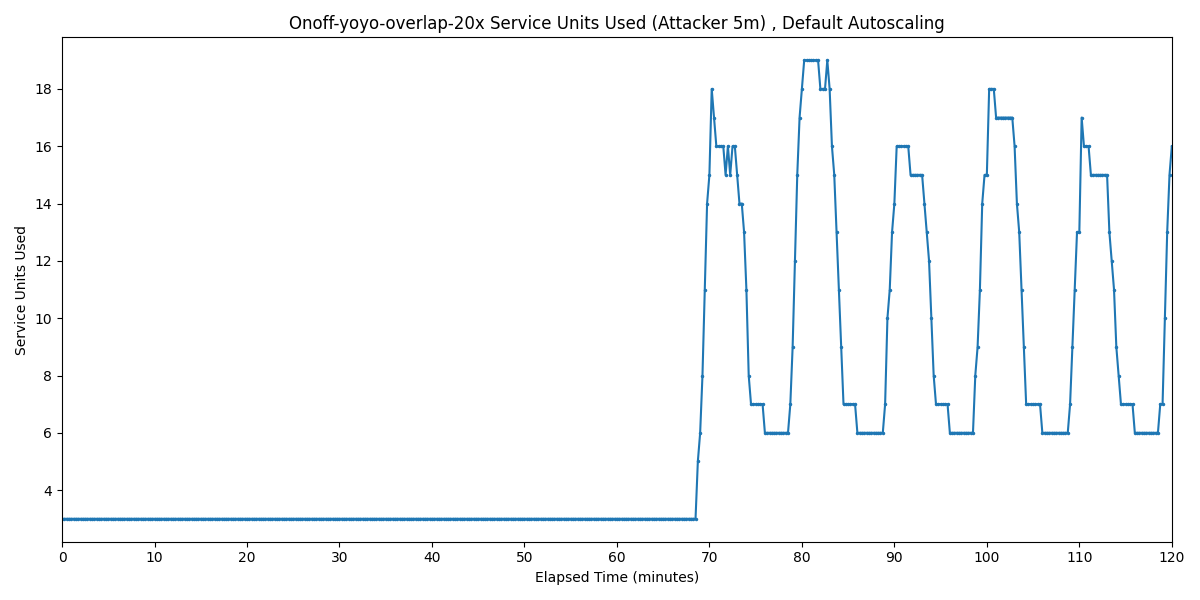 Onoff-yoyo-overlap-20x Service Units Used (Attacker 5m) , Default Autoscaling
Service Units Used
18
16
14
12
10
8
6
4
0 10 20 30 40 50 60 70 80 90 100 110 120
Elapsed Time (minutes)